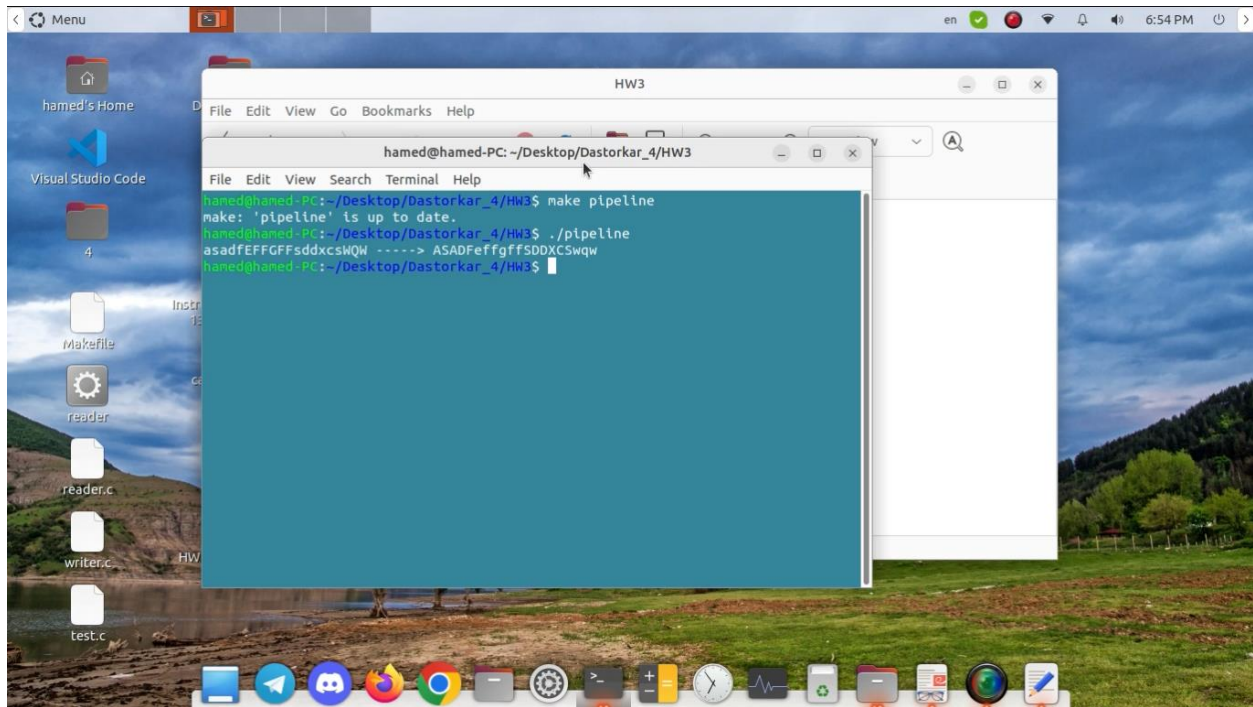 Menu
en
6:54 PM
hamed's Home
Visual Studio Code
4
Makefile
reader
reader.c
writer.c
test.c
HW
HW3
File Edit View Go Bookmarks Help
hamed@hamed-PC: ~/Desktop/Dastorkar_4/HW3
File Edit View Search Terminal Help
hamed@hamed-PC:~/Desktop/Dastorkar_4/HW3$ make pipeline
make: 'pipeline' is up to date.
hamed@hamed-PC:~/Desktop/Dastorkar_4/HW3$ ./pipeline
asadfEFFGFFsddxcsWQW -----> ASADFeffgffSDDXCSwqw
hamed@hamed-PC:~/Desktop/Dastorkar_4/HW3$